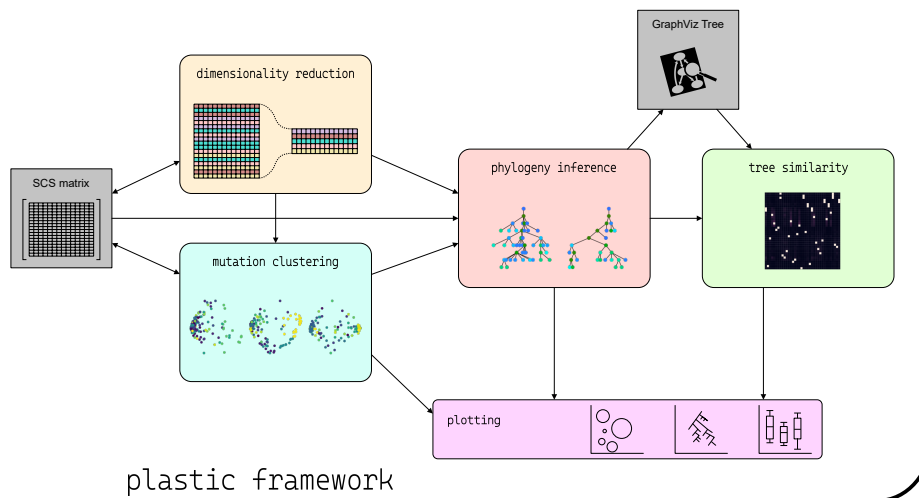 GraphViz Tree
dimensionality reduction
SCS matrix
phylogeny inference
tree similarity
mutation clustering
plotting
plastic framework